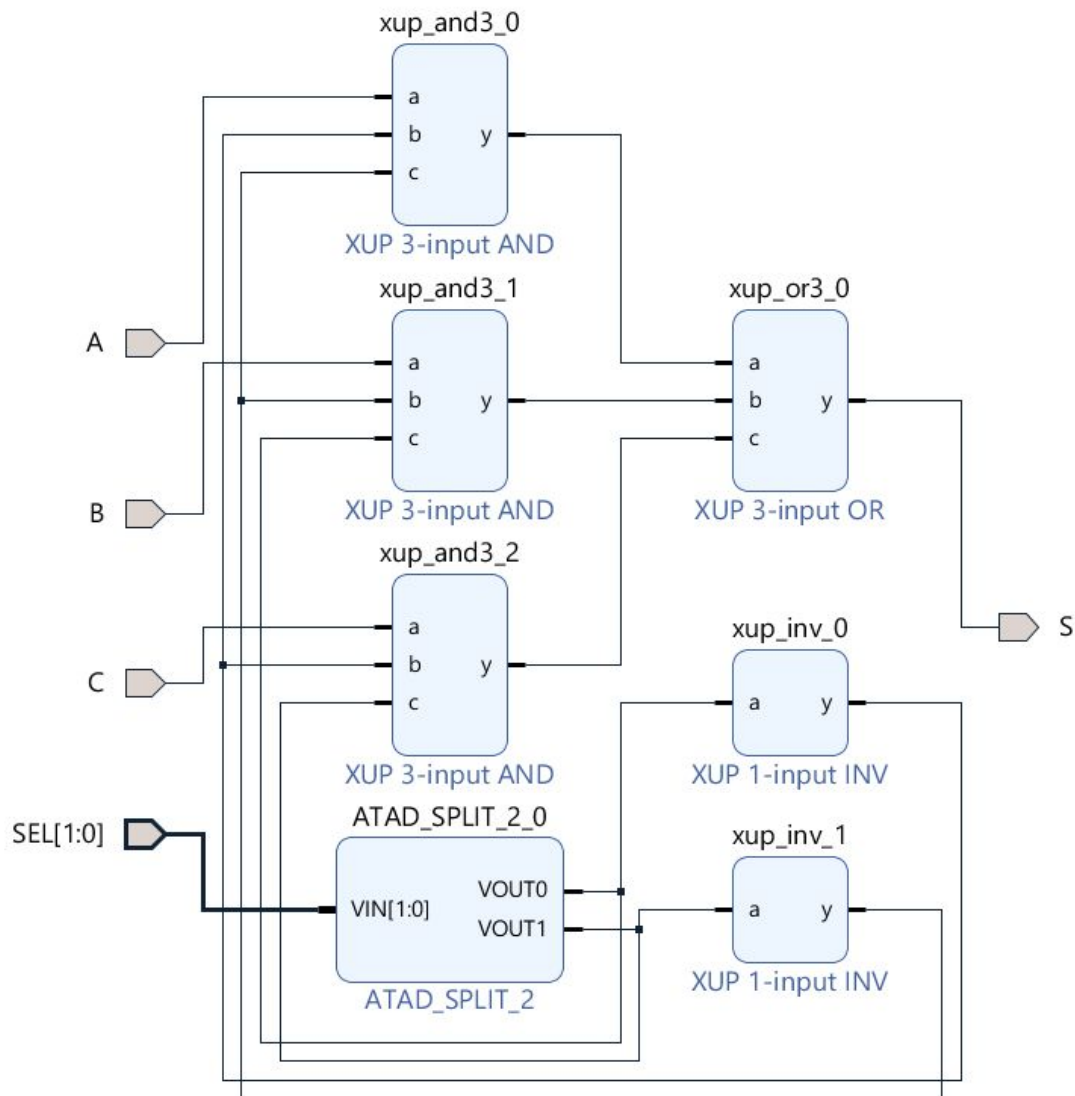 xup_and3_0
a
b
y
c
XUP 3-input AND
xup_and3_1
xup_or3_0
A
a
a
b
y
b
y
c
c
B
XUP 3-input AND
XUP 3-input OR
xup_and3_2
a
xup_inv_0
S
b
y
C
c
a
y
XUP 3-input AND
XUP 1-input INV
ATAD_SPLIT_2_0
SEL[1:0]
xup_inv_1
VOUT0
VIN[1:0]
a
y
VOUT1
XUP 1-input INV
ATAD_SPLIT_2